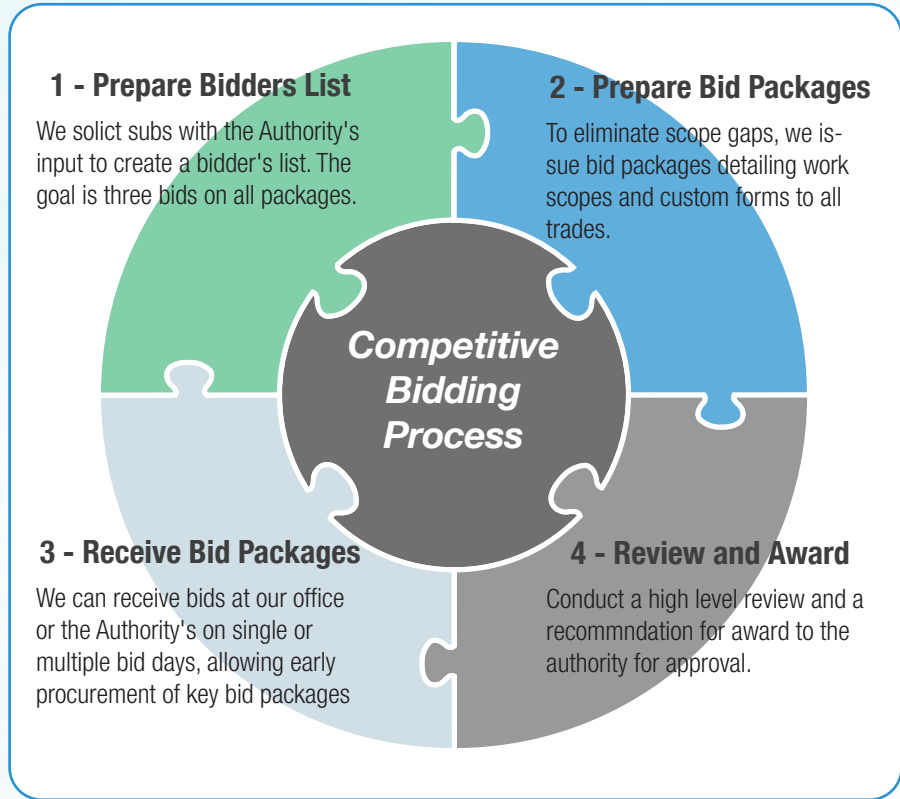 1 - Prepare Bidders List
We solict subs with the Authority's
input to create a bidder's list. The
goal is three bids on all packages.
2 - Prepare Bid Packages
To eliminate scope gaps, we is-
sue bid packages detailing work
scopes and custom forms to all
trades.
Competitive
Bidding
Process
3 - Receive Bid Packages
We can receive bids at our office
or the Authority's on single or
multiple bid days, allowing early
procurement of key bid packages
4 - Review and Award
Conduct a high level review and a
recommndation for award to the
authority for approval.